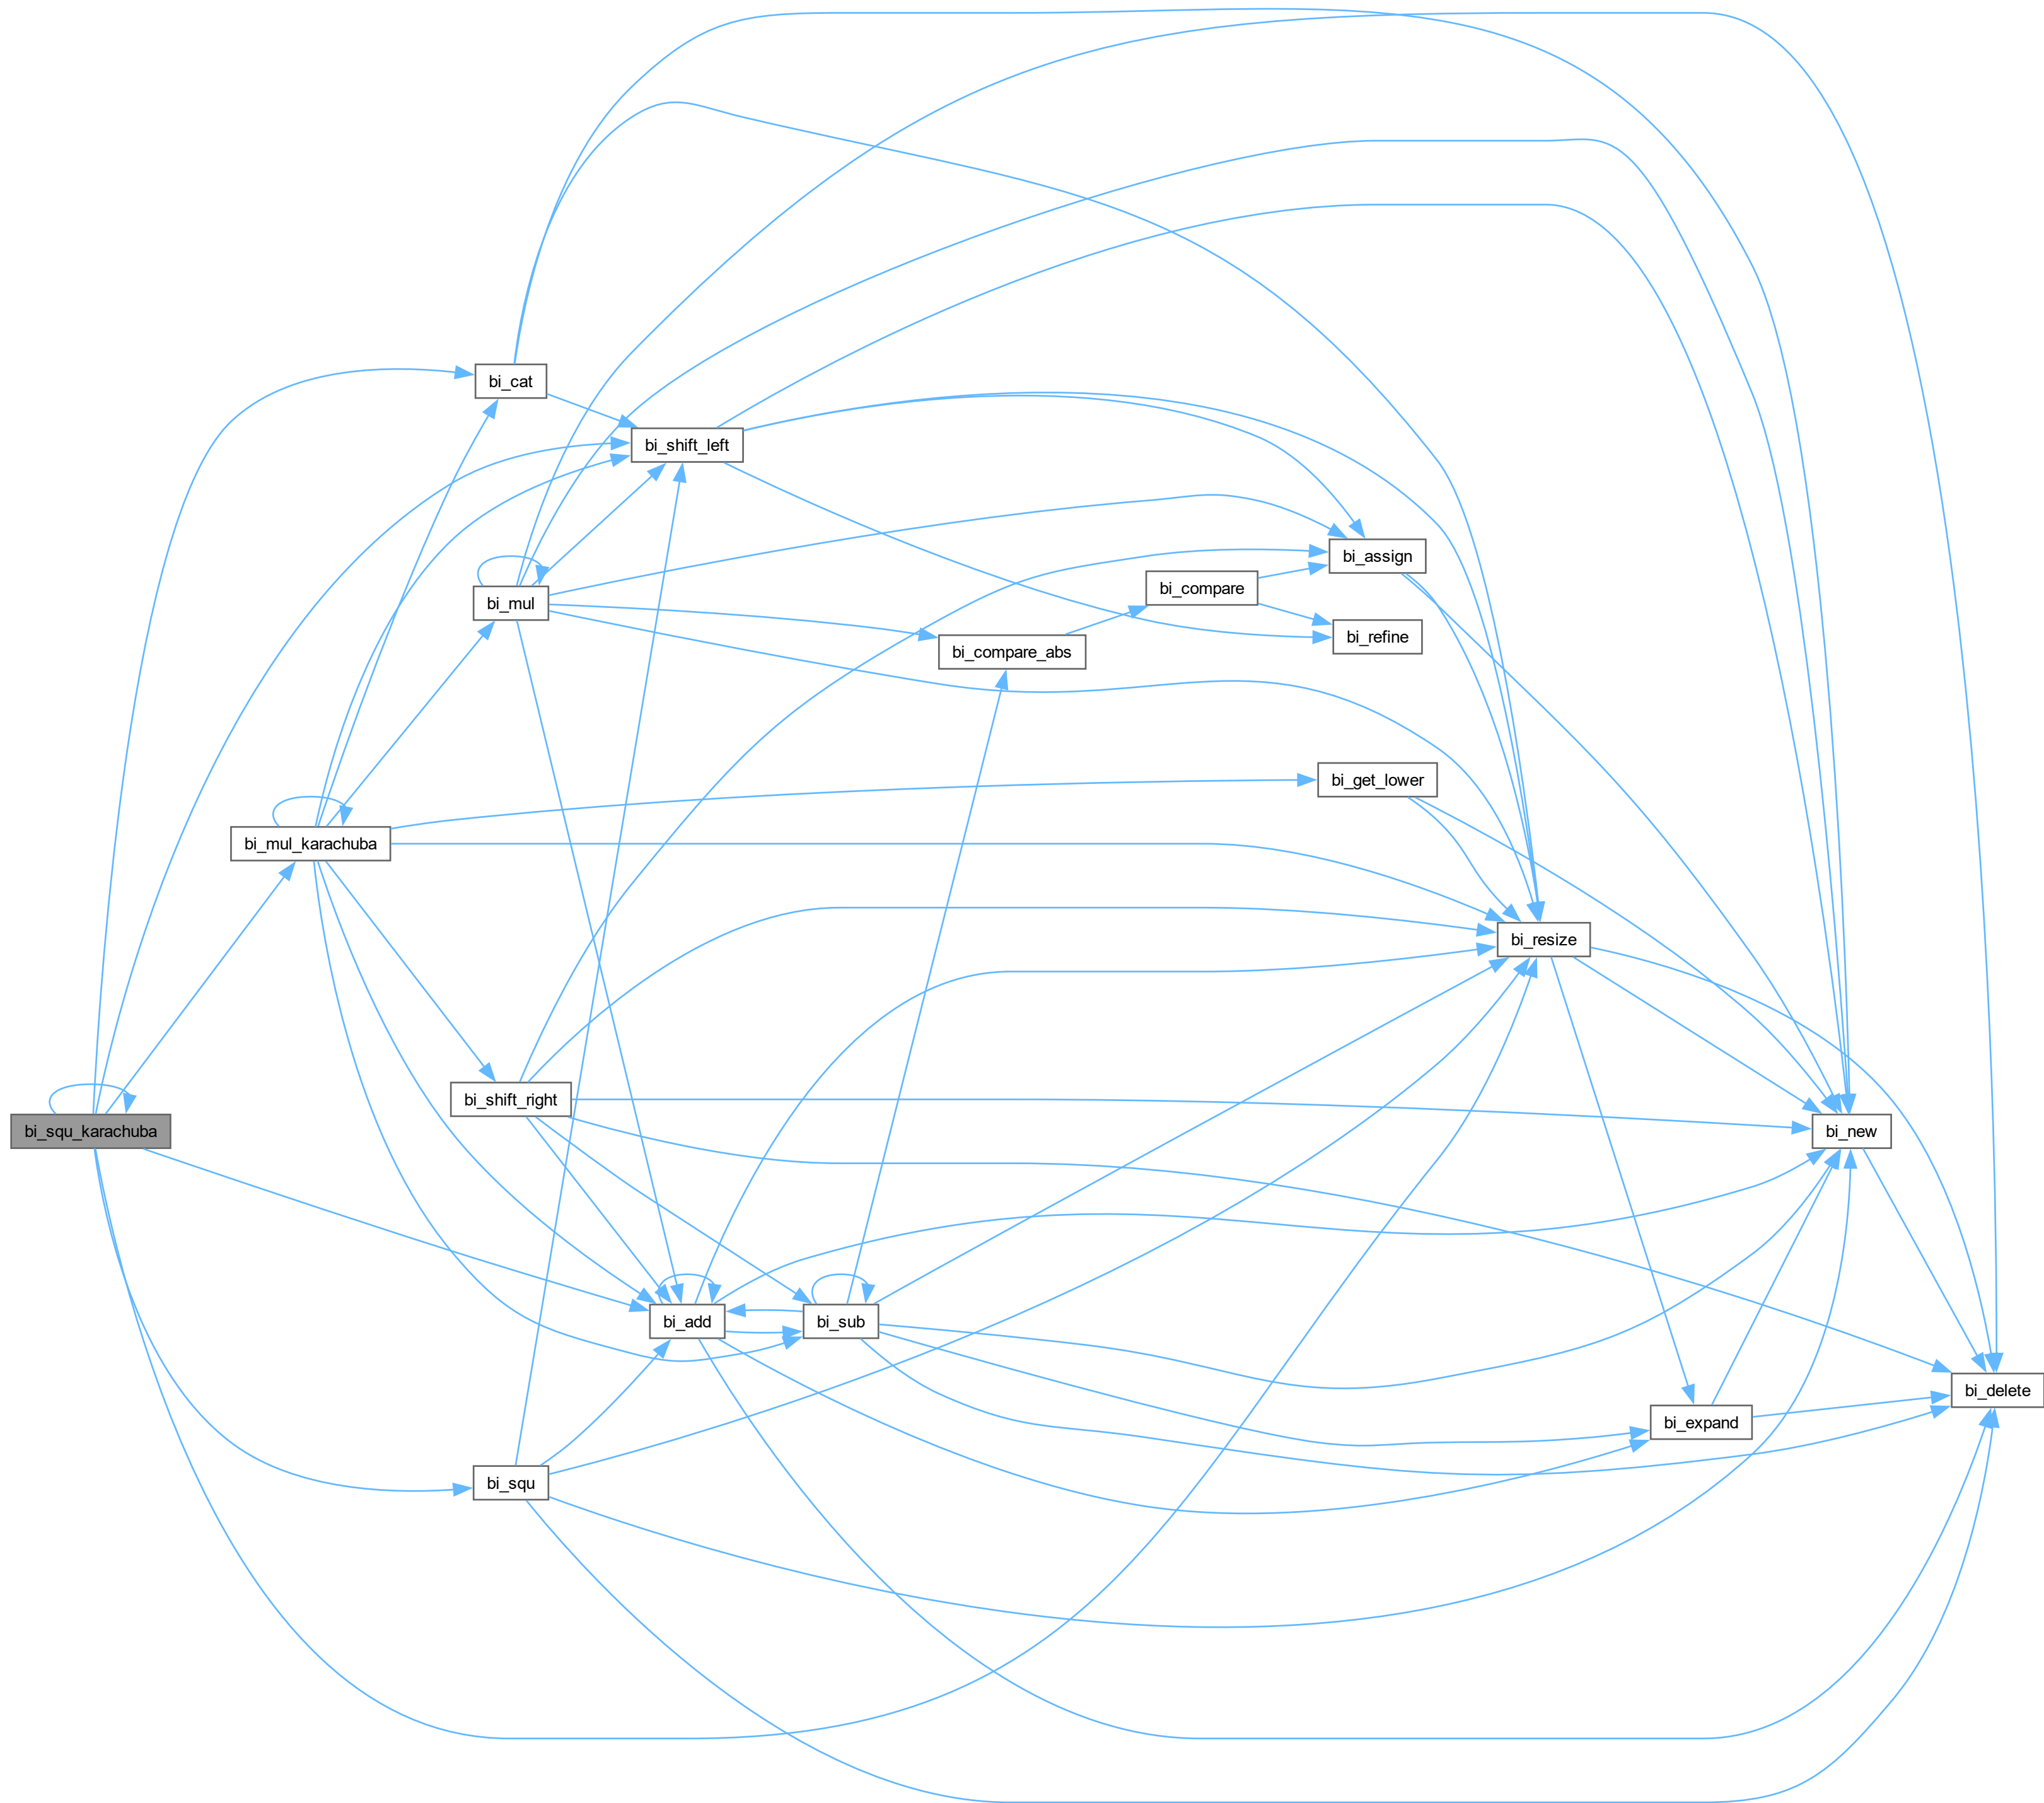 bi_cat
bi_shift_left
bi_assign
bi_compare
bi_mul
bi_refine
bi_compare_abs
bi_get_lower
bi_mul_karachuba
bi_resize
bi_shift_right
bi_squ_karachuba
bi_new
bi_add
bi_sub
bi_delete
bi_expand
bi_squ